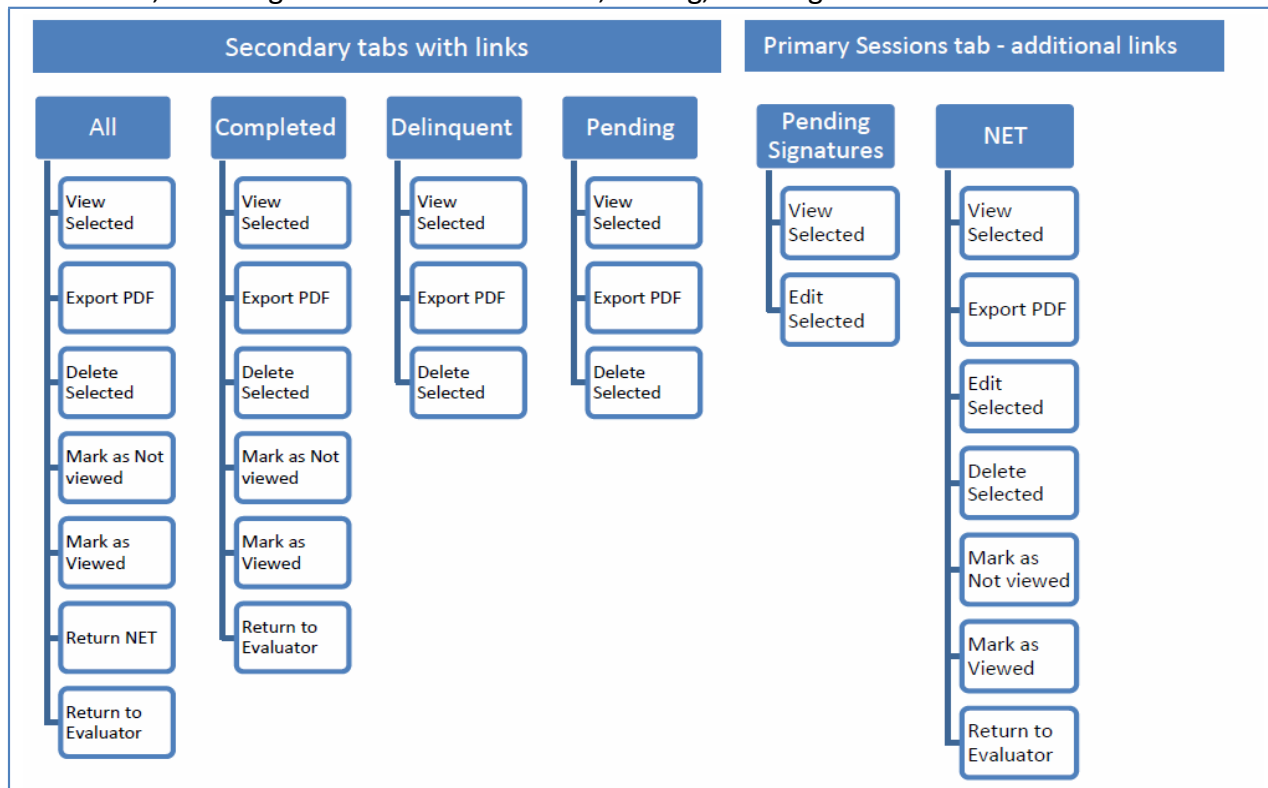 Secondary tabs with links
Primary Sessions tab - additional links
All
View
Selected
Export PDF
Delete
Selected
Mark as Not
viewed
Mark as
Viewed
Return NET
Return to
Evaluator
Completed
View
Selected
Export PDF
Delete
Selected
Mark as Not
viewed
Mark as
Viewed
Return to
Evaluator
Delinquent
View
Selected
Export PDF
Delete
Selected
Pending
View
Selected
Export PDF
Delete
Selected
Pending
Signatures
View
Selected
Edit
Selected
NET
View
Selected
Export PDF
Edit
Selected
Delete
Selected
Mark as
Not viewed
Mark as
Viewed
Return to
Evaluator